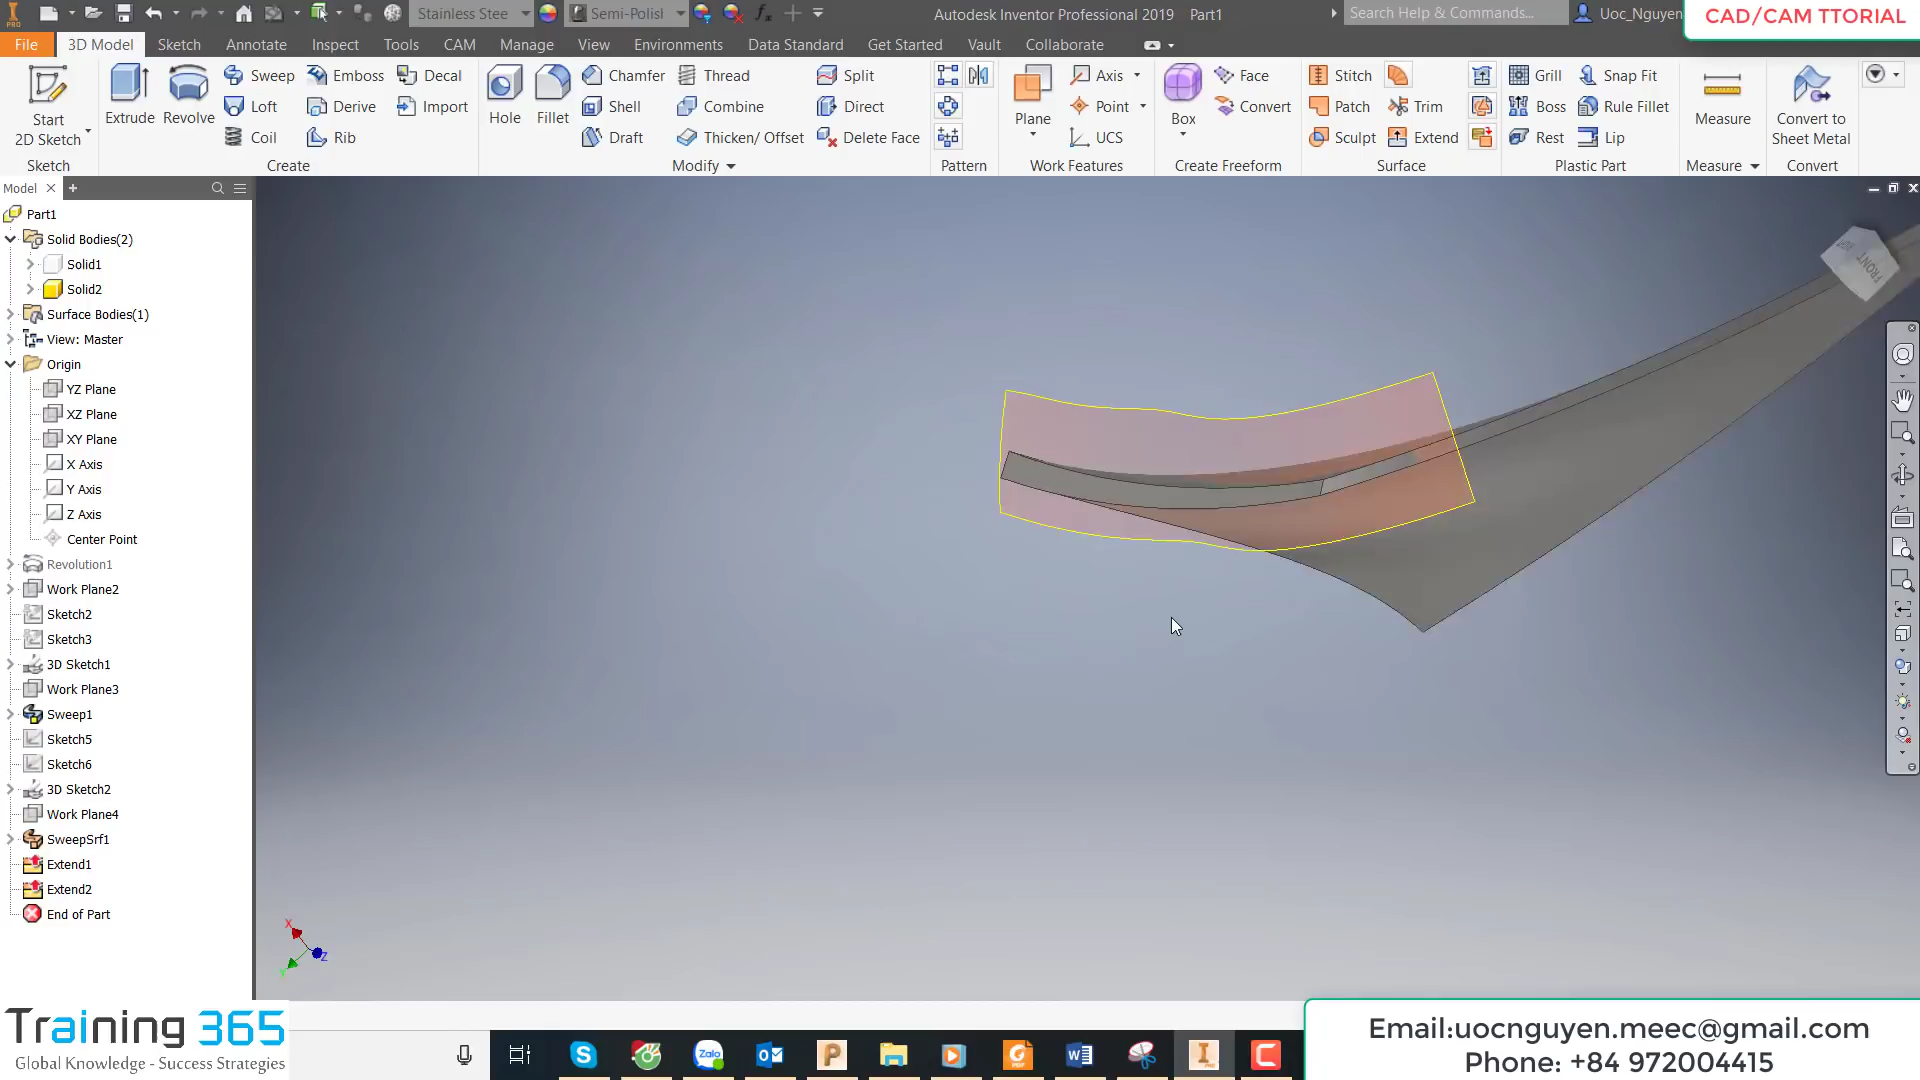 Stainless Stee
Semi-Polisl
Autodesk Inventor Professional 2019 Part1
Search Help & Commands...
Uoc_Nguyen
CAD/CAM TTORIAL
File 3D Model Sketch Annotate Inspect Tools CAM Manage View Environments Data Standard Get Started Vault Collaborate
Start
2D Sketch
Sketch
Extrude Revolve
Sweep Emboss Decal
Loft Derive Import
Coil Rib
Create
Hole Fillet
Chamfer Thread Split
Shell Combine Direct
Draft Thicken/ Offset Delete Face
Modify
Pattern
Plane
Axis
Point
UCS
Work Features
Box
Face
Convert
Create Freeform
Stitch
Patch Trim
Sculpt Extend
Surface
Grill Snap Fit
Boss Rule Fillet
Rest Lip
Plastic Part
Measure
Measure
Convert to
Sheet Metal
Convert
Model
Part1
Solid Bodies(2)
Solid1
Solid2
Surface Bodies(1)
View: Master
Origin
YZ Plane
XZ Plane
XY Plane
X Axis
Y Axis
Z Axis
Center Point
Revolution1
Work Plane2
Sketch2
Sketch3
3D Sketch1
Work Plane3
Sweep1
Sketch5
Sketch6
3D Sketch2
Work Plane4
SweepSrf1
Extend1
Extend2
End of Part
FRONT
X
Y
Z
Training 365
Global Knowledge - Success Strategies
Zalo
Email:uocnguyen.meec@gmail.com
Phone: +84 972004415